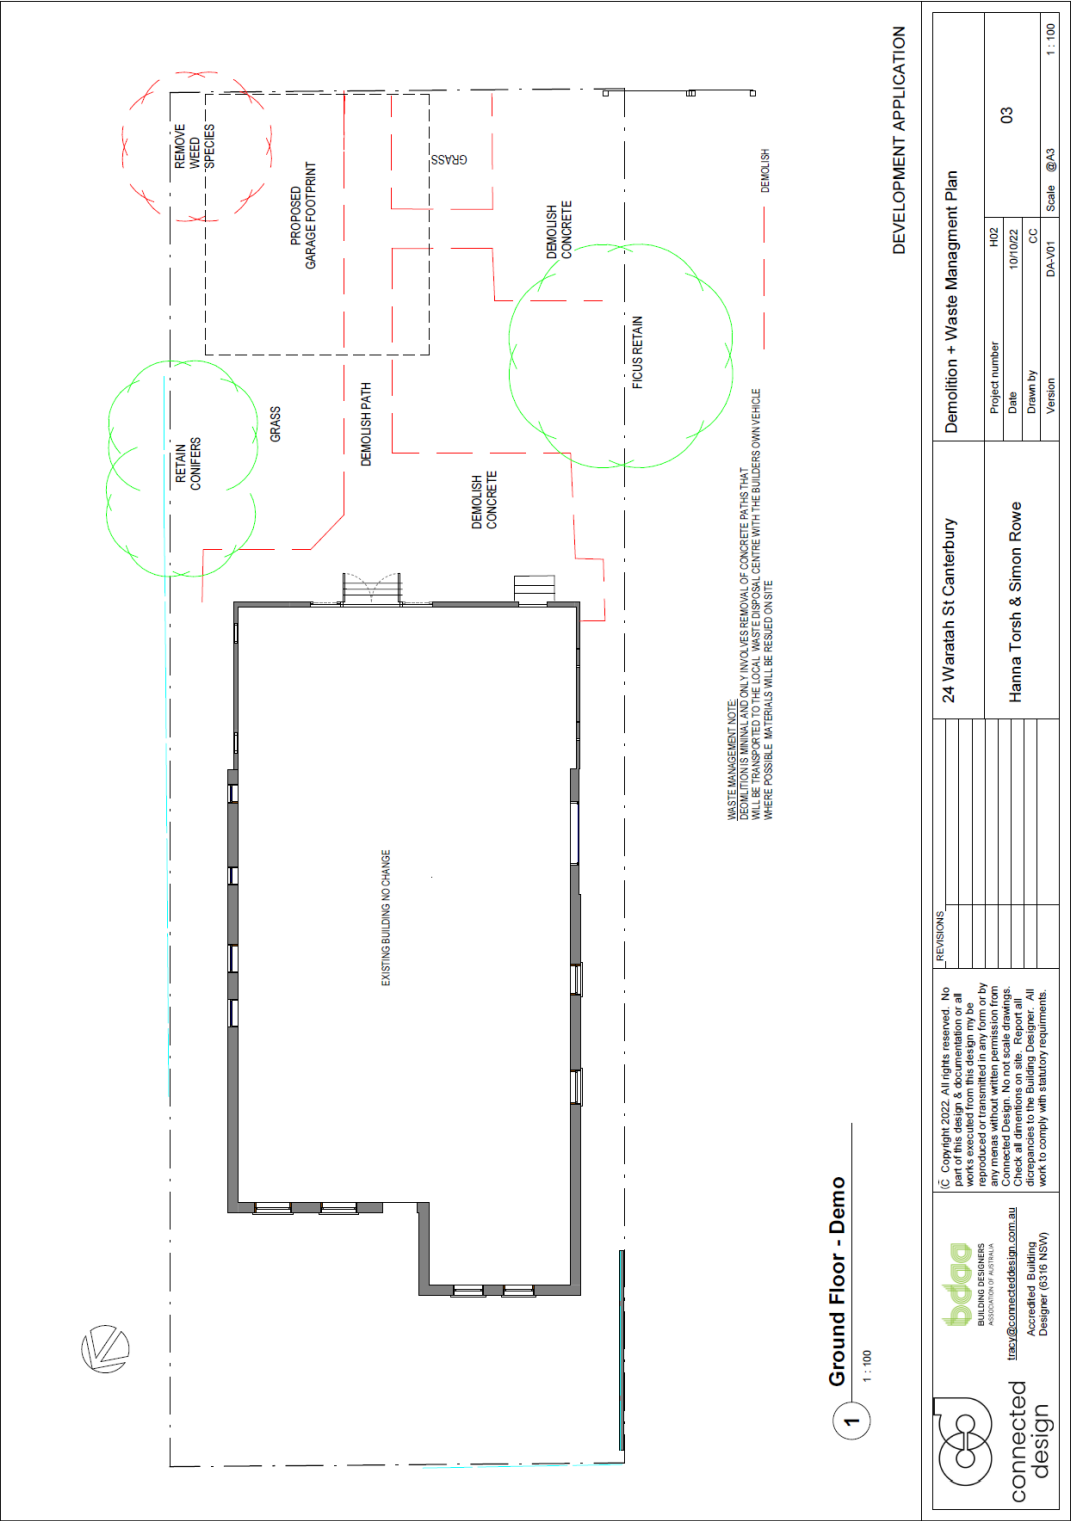 REMOVE
WEED
SPECIES
PROPOSED
GARAGE FOOTPRINT
GRASS
DEMOLISH
CONCRETE
DEMOLISH
FICUS RETAIN
RETAIN
CONIFERS
GRASS
DEMOLISH PATH
DEMOLISH
CONCRETE
EXISTING BUILDING NO CHANGE
WASTE MANAGEMENT NOTE:
DEOMLITION IS MININAL AND ONLY INVOLVES REMOVAL OF CONCRETE PATHS THAT
WILL BE TRANSPORTED TO THE LOCAL WASTE DISPOSAL CENTRE WITH THE BUILDERS OWN VEHICLE
WHERE POSSIBLE MATERIALS WILL BE RESUED ON SITE
1
Ground Floor - Demo
1 : 100
DEVELOPMENT APPLICATION
connected
design
bdaa
BUILDING DESIGNERS
ASSOCIATION OF AUSTRALIA
tracy@connecteddesign.com.au
Accredited Building
Designer (6316 NSW)
(C Copyright 2022. All rights reserved. No
part of this design & documentation or all
works executed from this design my be
reproduced or transmitted in any form or by
any menas without written permission from
Connected Design. No not scale drawings.
Check all dimentions on site. Report all
dicrepancies to the Building Designer. All
work to comply with statutory requirments.
REVISIONS
24 Waratah St Canterbury
Hanna Torsh & Simon Rowe
Demolition + Waste Managment Plan
Project number H02
Date 10/10/22
Drawn by CC
Version DA-V01
03
Scale @A3 1 : 100